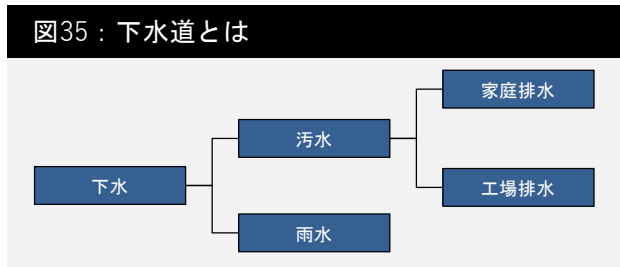 図35：下水道とは
家庭排水
汚水
下水
工場排水
雨水